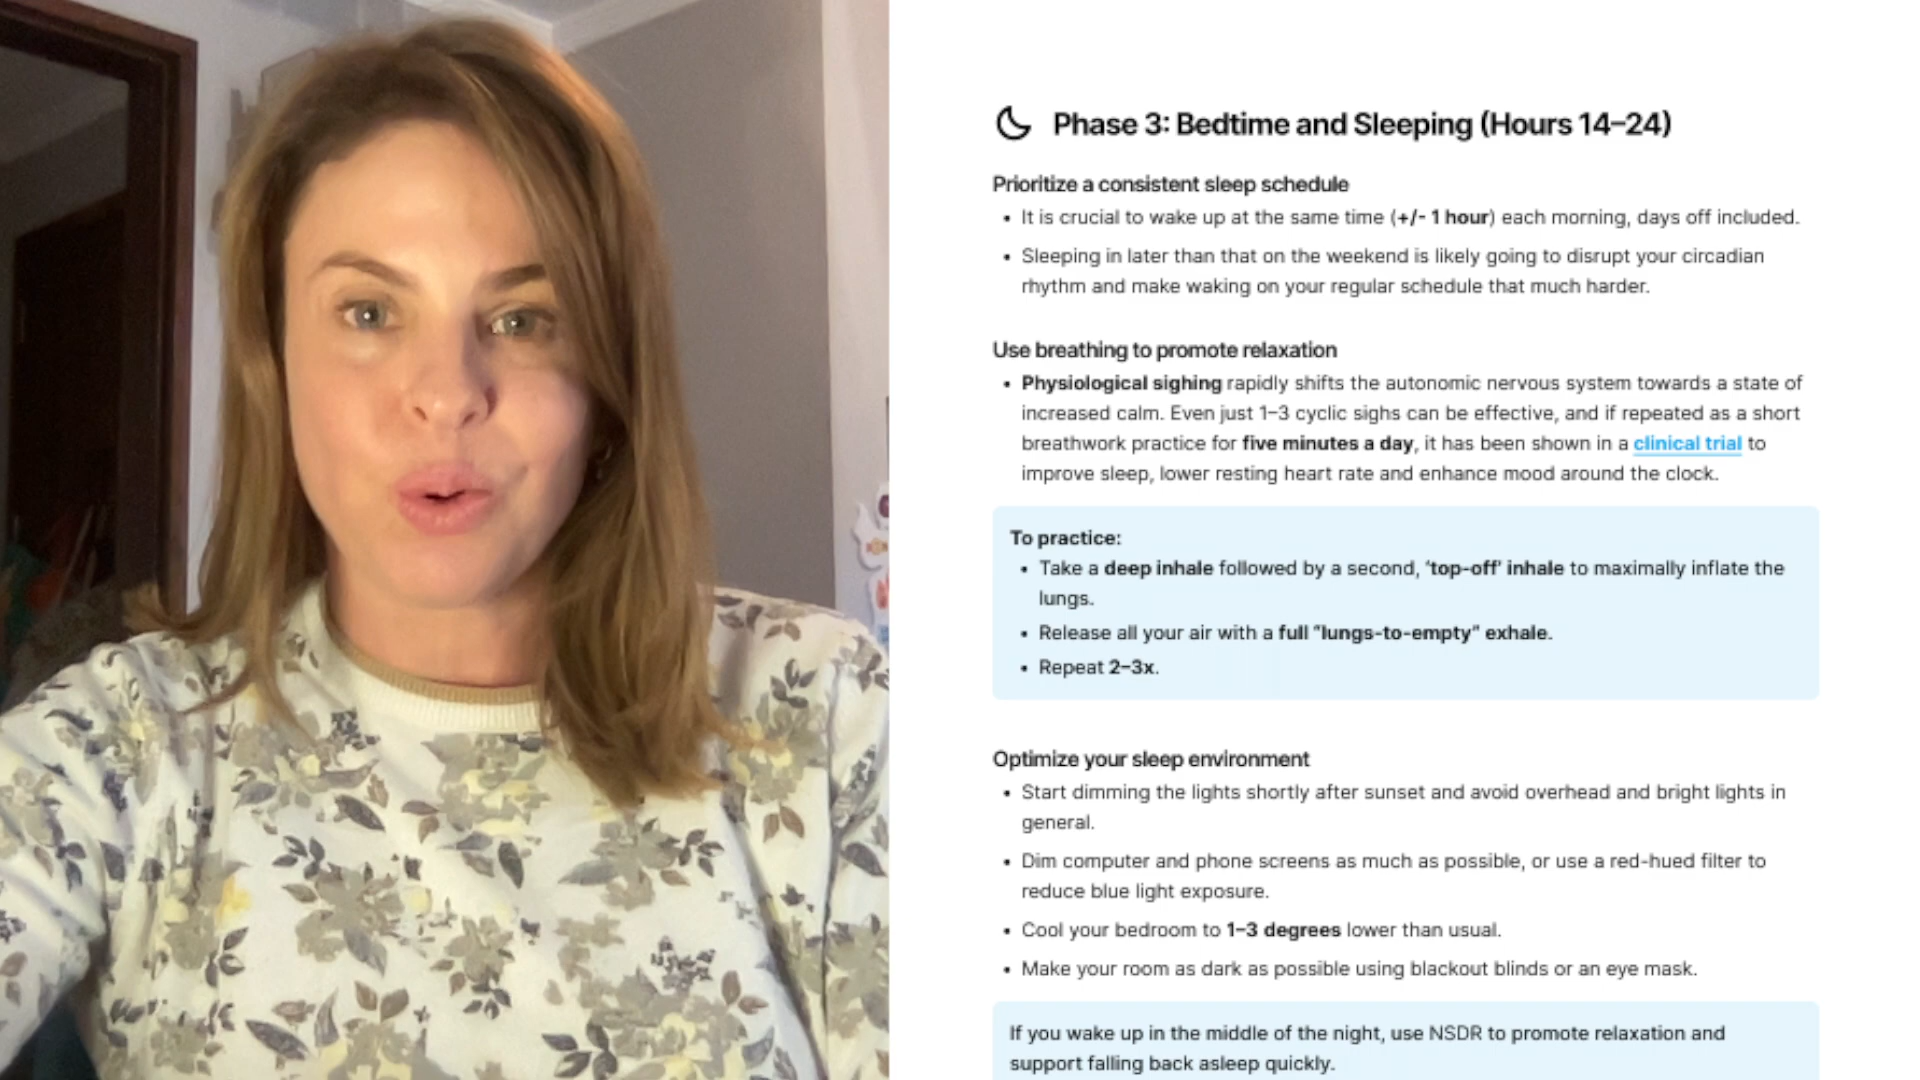 Phase 3: Bedtime and Sleeping (Hours 14–24)
Prioritize a consistent sleep schedule
• It is crucial to wake up at the same time (+/- 1 hour) each morning, days off included.
• Sleeping in later than that on the weekend is likely going to disrupt your circadian
rhythm and make waking on your regular schedule that much harder.
Use breathing to promote relaxation
• Physiological sighing rapidly shifts the autonomic nervous system towards a state of
increased calm. Even just 1–3 cyclic sighs can be effective, and if repeated as a short
breathwork practice for five minutes a day, it has been shown in a clinical trial to
improve sleep, lower resting heart rate and enhance mood around the clock.
To practice:
• Take a deep inhale followed by a second, 'top-off' inhale to maximally inflate the
lungs.
• Release all your air with a full "lungs-to-empty" exhale.
• Repeat 2–3x.
Optimize your sleep environment
• Start dimming the lights shortly after sunset and avoid overhead and bright lights in
general.
• Dim computer and phone screens as much as possible, or use a red-hued filter to
reduce blue light exposure.
• Cool your bedroom to 1–3 degrees lower than usual.
• Make your room as dark as possible using blackout blinds or an eye mask.
If you wake up in the middle of the night, use NSDR to promote relaxation and
support falling back asleep quickly.